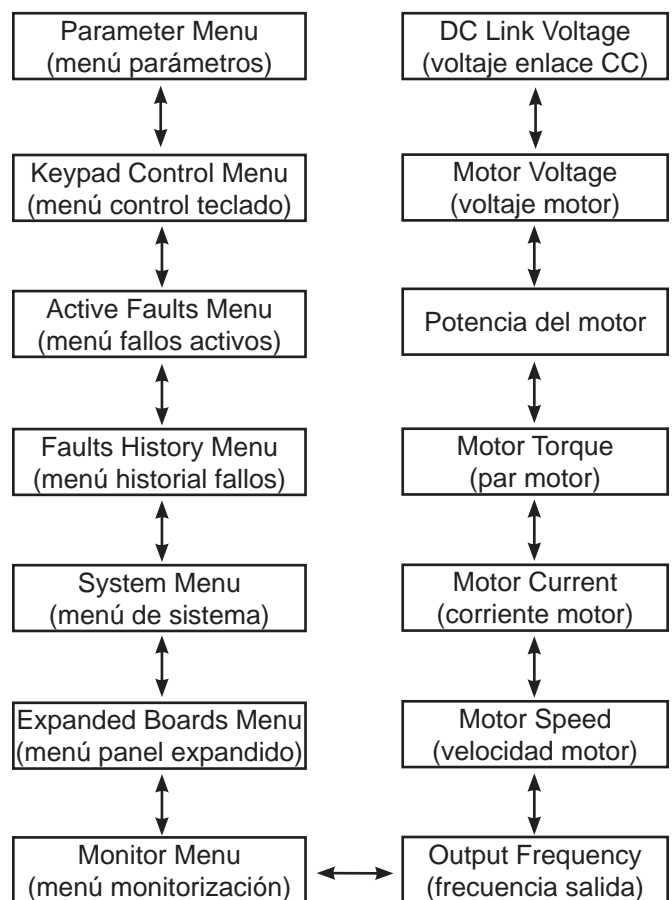 Parameter Menu
(menú parámetros)
Keypad Control Menu
(menú control teclado)
Active Faults Menu
(menú fallos activos)
Faults History Menu
(menú historial fallos)
System Menu
(menú de sistema)
Expanded Boards Menu
(menú panel expandido)
Monitor Menu
(menú monitorización)
DC Link Voltage
(voltaje enlace CC)
Motor Voltage
(voltaje motor)
Potencia del motor
Motor Torque
(par motor)
Motor Current
(corriente motor)
Motor Speed
(velocidad motor)
Output Frequency
(frecuencia salida)